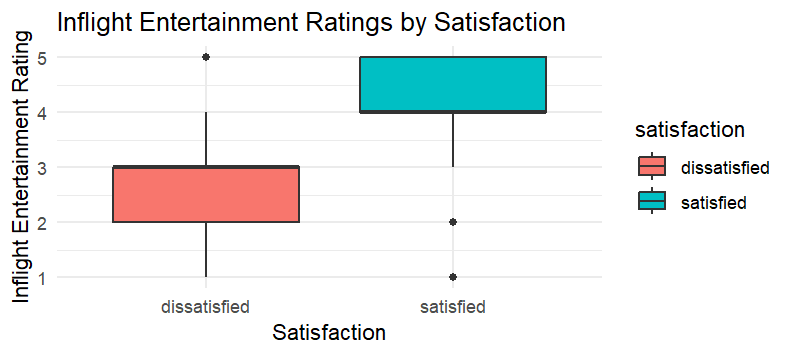 Inflight Entertainment Ratings by Satisfaction
Inflight Entertainment Rating
5
4
3
2
1
dissatisfied
satisfied
Satisfaction
satisfaction
dissatisfied
satisfied